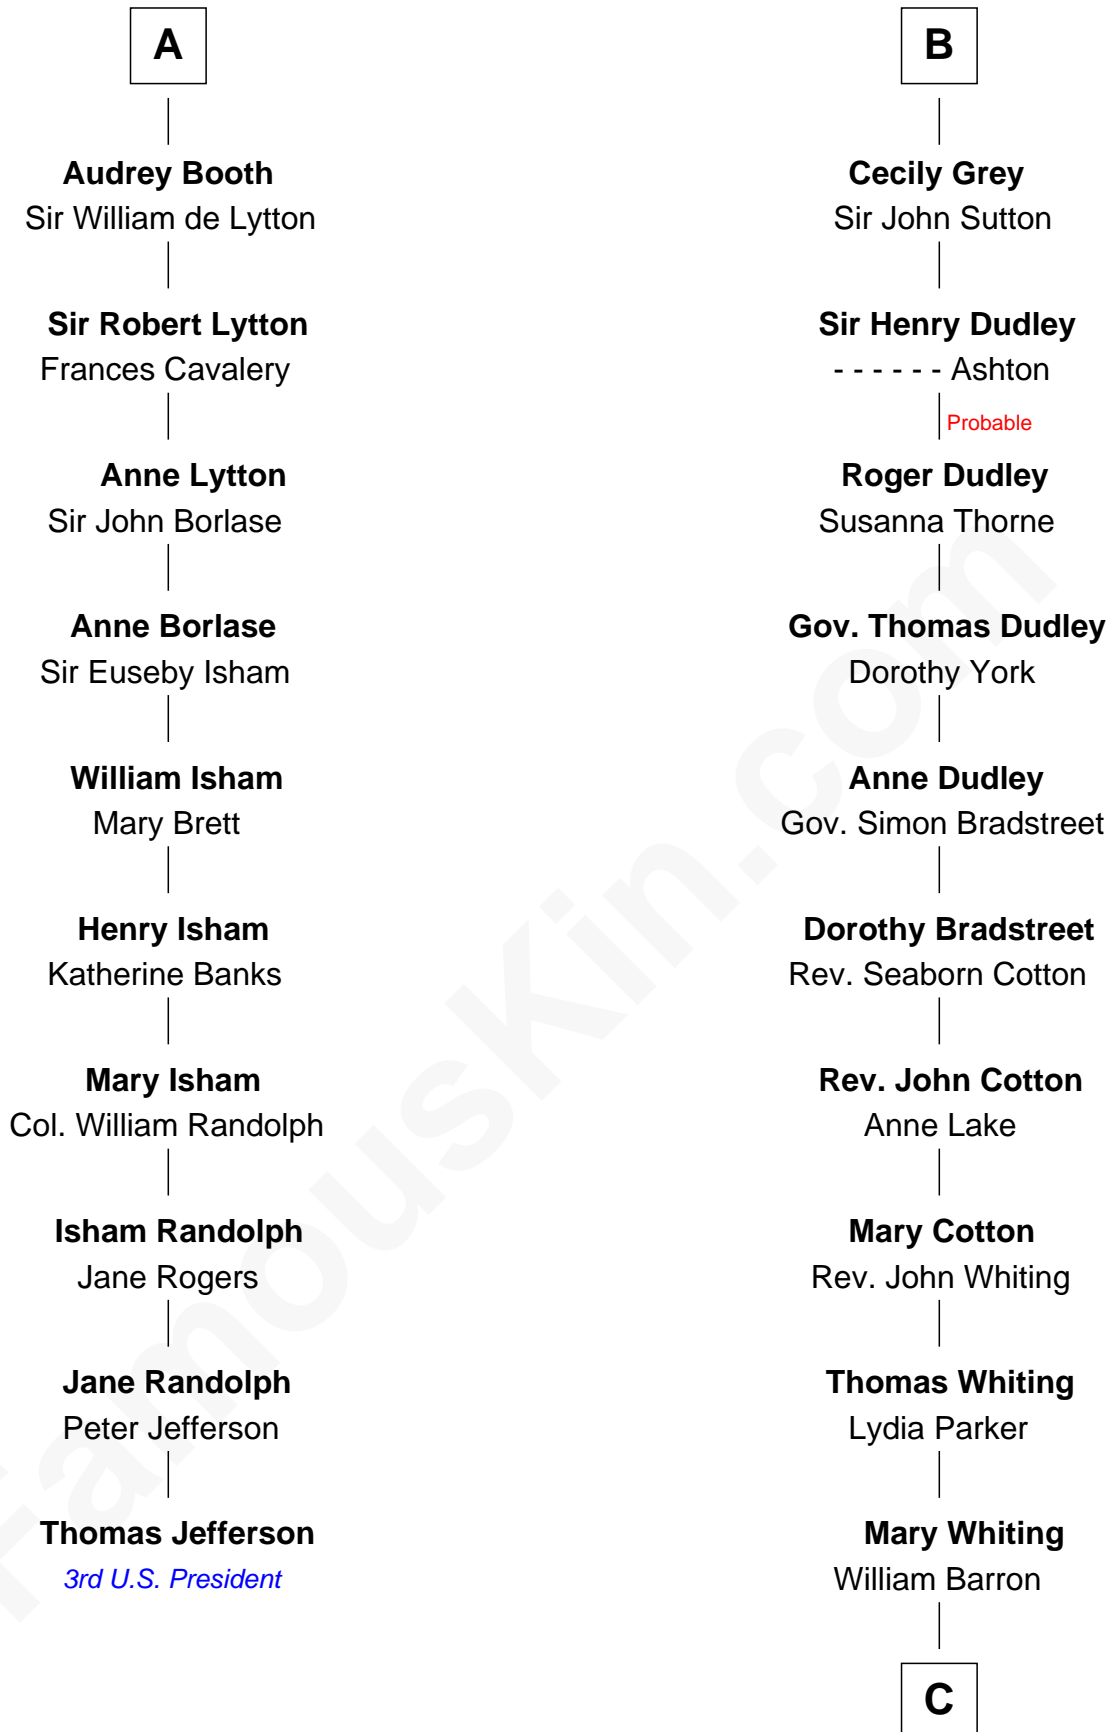 A
Audrey Booth
Sir William de Lytton
Sir Robert Lytton
Frances Cavalery
Anne Lytton
Sir John Borlase
Anne Borlase
Sir Euseby Isham
William Isham
Mary Brett
Henry Isham
Katherine Banks
Mary Isham
Col. William Randolph
Isham Randolph
Jane Rogers
Jane Randolph
Peter Jefferson
Thomas Jefferson
3rd U.S. President
B
Cecily Grey
Sir John Sutton
Sir Henry Dudley
- - - - - - Ashton
Probable
Roger Dudley
Susanna Thorne
Gov. Thomas Dudley
Dorothy York
Anne Dudley
Gov. Simon Bradstreet
Dorothy Bradstreet
Rev. Seaborn Cotton
Rev. John Cotton
Anne Lake
Mary Cotton
Rev. John Whiting
Thomas Whiting
Lydia Parker
Mary Whiting
William Barron
C
FamousKin.com